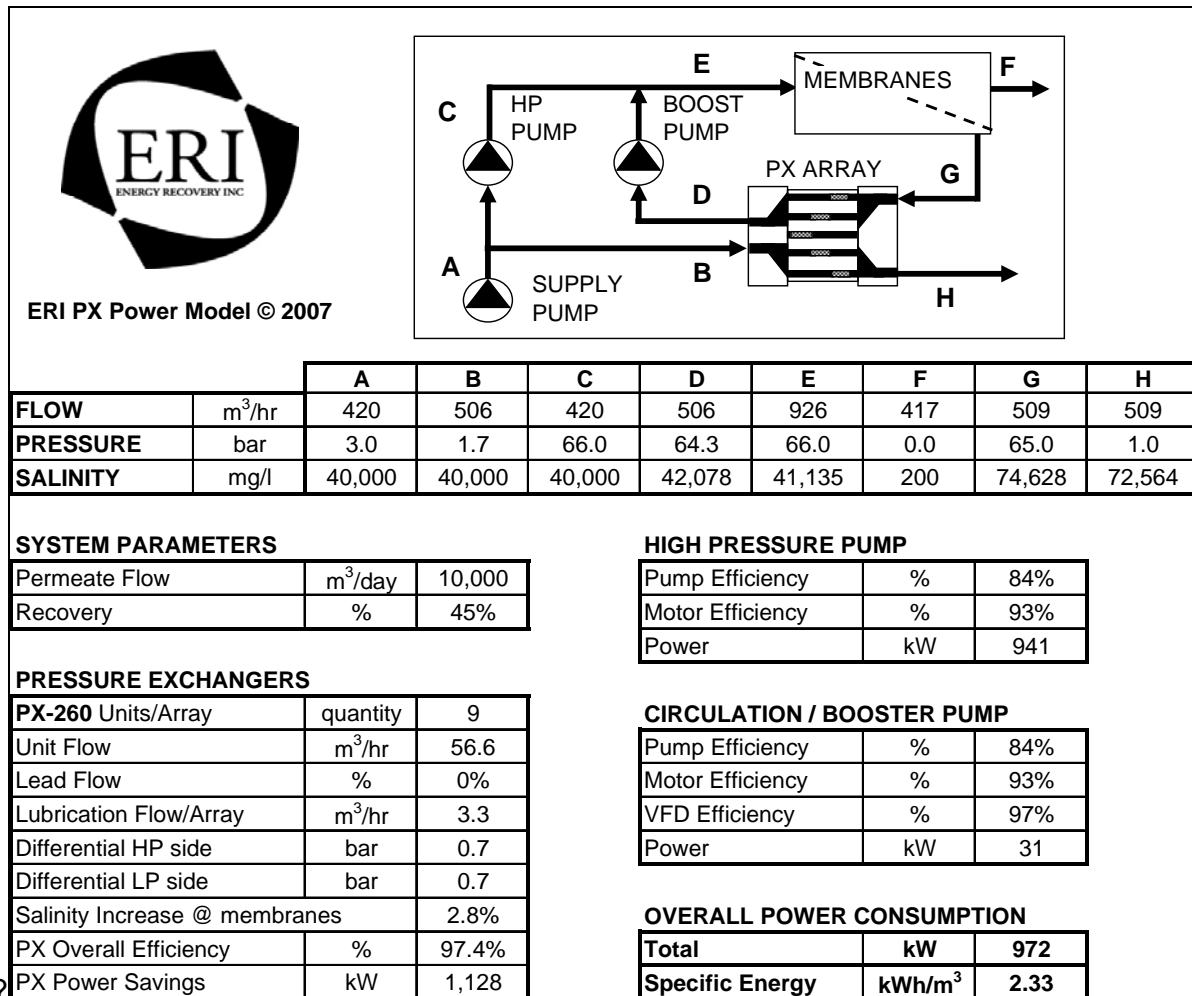 ERI
ENERGY RECOVERY INC
ERI PX Power Model © 2007
E
MEMBRANES
F
C
HP
PUMP
BOOST
PUMP
PX ARRAY
G
D
A
B
SUPPLY
PUMP
H
A B C D E F G H
FLOW m³/hr 420 506 420 506 926 417 509 509
PRESSURE bar 3.0 1.7 66.0 64.3 66.0 0.0 65.0 1.0
SALINITY mg/l 40,000 40,000 40,000 42,078 41,135 200 74,628 72,564
SYSTEM PARAMETERS
Permeate Flow m³/day 10,000
Recovery % 45%
PRESSURE EXCHANGERS
PX-260 Units/Array quantity 9
Unit Flow m³/hr 56.6
Lead Flow % 0%
Lubrication Flow/Array m³/hr 3.3
Differential HP side bar 0.7
Differential LP side bar 0.7
Salinity Increase @ membranes 2.8%
PX Overall Efficiency % 97.4%
?PX Power Savings kW 1,128
HIGH PRESSURE PUMP
Pump Efficiency % 84%
Motor Efficiency % 93%
Power kW 941
CIRCULATION / BOOSTER PUMP
Pump Efficiency % 84%
Motor Efficiency % 93%
VFD Efficiency % 97%
Power kW 31
OVERALL POWER CONSUMPTION
Total kW 972
Specific Energy kWh/m³ 2.33